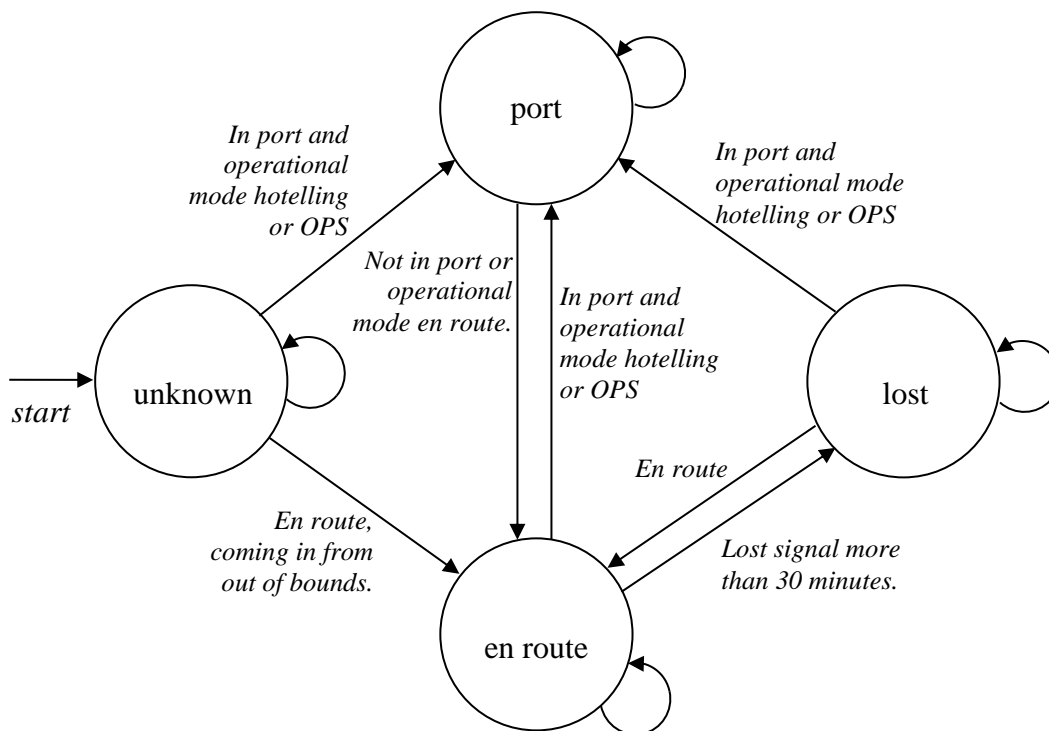 port
In port and
operational
mode hotelling
or OPS
In port and
operational mode
hotelling or OPS
Not in port or
operational
mode en route.
In port and
operational
mode hotelling
or OPS
unknown
lost
start
En route
En route,
coming in from
out of bounds.
Lost signal more
than 30 minutes.
en route